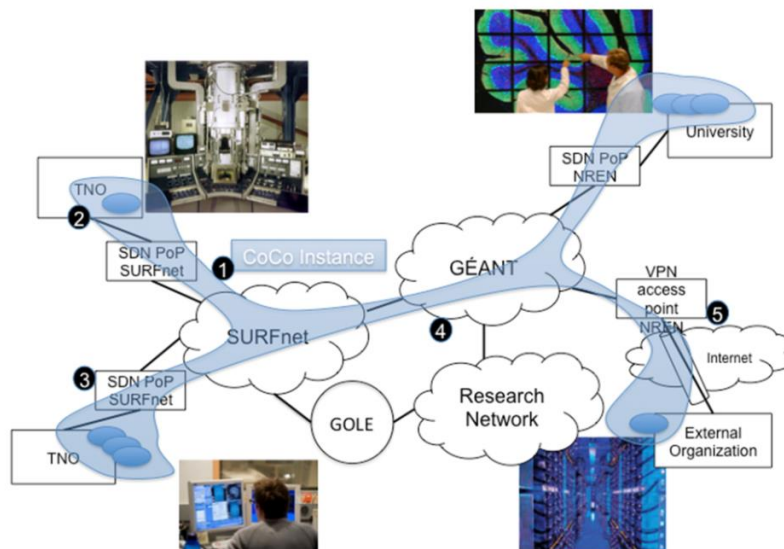 University
SDN PoP
NREN
TNO
2
SDN PoP
SURFnet
1
CoCo Instance
GÉANT
VPN
access
point
NREN
5
4
SURFnet
Internet
3
SDN PoP
SURFnet
GOLE
Research
Network
TNO
External
Organization